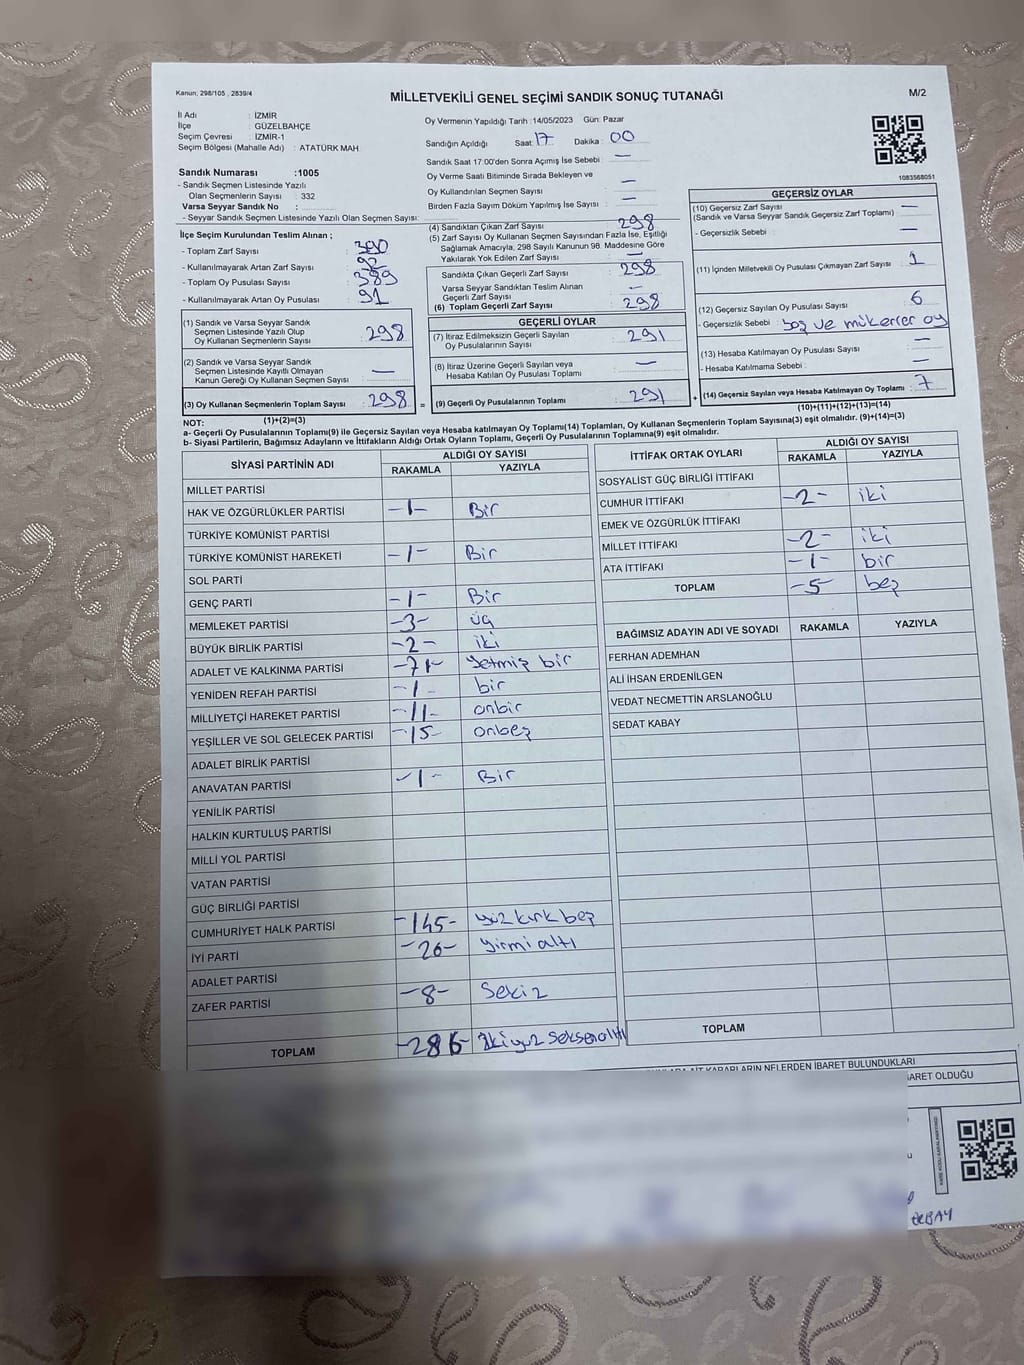 Kanun; 298/105 , 2839/4
MİLLETVEKİLİ GENEL SEÇİMİ SANDIK SONUÇ TUTANAĞI
M/2
İl Adı : İZMİR
İlçe : GÜZELBAHÇE
Seçim Çevresi : İZMİR-1
Seçim Bölgesi (Mahalle Adı) : ATATÜRK MAH.
Oy Vermenin Yapıldığı Tarih : 14/05/2023 Gün: Pazar
Sandığın Açıldığı Saat: 17 Dakika : 00
Sandık Saat 17:00'den Sonra Açımış İse Sebebi : —
Oy Verme Saati Bitiminde Sırada Bekleyen ve
Oy Kullandırılan Seçmen Sayısı : —
Birden Fazla Sayım Döküm Yapılmış İse Sayısı : —
1083568051
Sandık Numarası :1005
- Sandık Seçmen Listesinde Yazılı
Olan Seçmenlerin Sayısı : 332
Varsa Seyyar Sandık No :
- Seyyar Sandık Seçmen Listesinde Yazılı Olan Seçmen Sayısı:
İlçe Seçim Kurulundan Teslim Alınan ;
- Toplam Zarf Sayısı :
- Kullanılmayarak Artan Zarf Sayısı : 92
- Toplam Oy Pusulası Sayısı : 389
- Kullanılmayarak Artan Oy Pusulası : 91
(1) Sandık ve Varsa Seyyar Sandık
Seçmen Listesinde Yazılı Olup
Oy Kullanan Seçmenlerin Sayısı : 298
(2) Sandık ve Varsa Seyyar Sandık
Seçmen Listesinde Kayıtlı Olmayan
Kanun Gereği Oy Kullanan Seçmen Sayısı : —
(3) Oy Kullanan Seçmenlerin Toplam Sayısı : 298
(1)+(2)=(3)
(4) Sandıktan Çıkan Zarf Sayısı : 298
(5) Zarf Sayısı Oy Kullanan Seçmen Sayısından Fazla İse, Eşitliği
Sağlamak Amacıyla, 298 Sayılı Kanunun 98. Maddesine Göre
Yakılarak Yok Edilen Zarf Sayısı : —
Sandıkta Çıkan Geçerli Zarf Sayısı : 298
Varsa Seyyar Sandıktan Teslim Alınan
Geçerli Zarf Sayısı : —
(6) Toplam Geçerli Zarf Sayısı : 298
GEÇERLİ OYLAR
(7) İtiraz Edilmeksizin Geçerli Sayılan
Oy Pusulalarının Sayısı : 291
(8) İtiraz Üzerine Geçerli Sayılan veya
Hesaba Katılan Oy Pusulası Toplamı : —
= (9) Geçerli Oy Pusulalarının Toplamı : 291
GEÇERSİZ OYLAR
(10) Geçersiz Zarf Sayısı : —
(Sandık ve Varsa Seyyar Sandık Geçersiz Zarf Toplamı)
- Geçersizlik Sebebi : —
(11) İçinden Milletvekili Oy Pusulası Çıkmayan Zarf Sayısı : 1
(12) Geçersiz Sayılan Oy Pusulası Sayısı : 6
- Geçersizlik Sebebi : boş ve mükerrer oy
(13) Hesaba Katılmayan Oy Pusulası Sayısı : —
- Hesaba Katılmama Sebebi : —
+ (14) Geçersiz Sayılan veya Hesaba Katılmayan Oy Toplamı : 7
(10)+(11)+(12)+(13)=(14)
NOT:
a- Geçerli Oy Pusulalarının Toplamı(9) ile Geçersiz Sayılan veya Hesaba katılmayan Oy Toplamı(14) Toplamları, Oy Kullanan Seçmenlerin Toplam Sayısına(3) eşit olmalıdır. (9)+(14)=(3)
b- Siyasi Partilerin, Bağımsız Adayların ve İttifakların Aldığı Ortak Oyların Toplamı, Geçerli Oy Pusulalarının Toplamına(9) eşit olmalıdır.
SİYASİ PARTİNİN ADI ALDIĞI OY SAYISI
RAKAMLA YAZIYLA
MİLLET PARTİSİ
HAK VE ÖZGÜRLÜKLER PARTİSİ -1- Bir
TÜRKİYE KOMÜNİST PARTİSİ
TÜRKİYE KOMÜNİST HAREKETİ -1- Bir
SOL PARTİ
GENÇ PARTİ -1- Bir
MEMLEKET PARTİSİ -3- üç
BÜYÜK BİRLİK PARTİSİ -2- iki
ADALET VE KALKINMA PARTİSİ -71- yetmiş bir
YENİDEN REFAH PARTİSİ -1- bir
MİLLİYETÇİ HAREKET PARTİSİ -11- onbir
YEŞİLLER VE SOL GELECEK PARTİSİ -15- onbeş
ADALET BİRLİK PARTİSİ
ANAVATAN PARTİSİ -1- Bir
YENİLİK PARTİSİ
HALKIN KURTULUŞ PARTİSİ
MİLLİ YOL PARTİSİ
VATAN PARTİSİ
GÜÇ BİRLİĞİ PARTİSİ
CUMHURİYET HALK PARTİSİ -145- yüz kırk beş
İYİ PARTİ -26- yirmi altı
ADALET PARTİSİ
ZAFER PARTİSİ -8- Sekiz
TOPLAM -286- İkiyüz seksenaltı
İTTİFAK ORTAK OYLARI ALDIĞI OY SAYISI
RAKAMLA YAZIYLA
SOSYALİST GÜÇ BİRLİĞİ İTTİFAKI
CUMHUR İTTİFAKI -2- iki
EMEK VE ÖZGÜRLÜK İTTİFAKI
MİLLET İTTİFAKI -2- iki
ATA İTTİFAKI -1- bir
TOPLAM -5- beş
BAĞIMSIZ ADAYIN ADI VE SOYADI RAKAMLA YAZIYLA
FERHAN ADEMHAN
ALİ İHSAN ERDENİLGEN
VEDAT NECMETTİN ARSLANOĞLU
SEDAT KABAY
TOPLAM
KARARLARIN NELERDEN İBARET BULUNDUKLARI
İBARET OLDUĞU